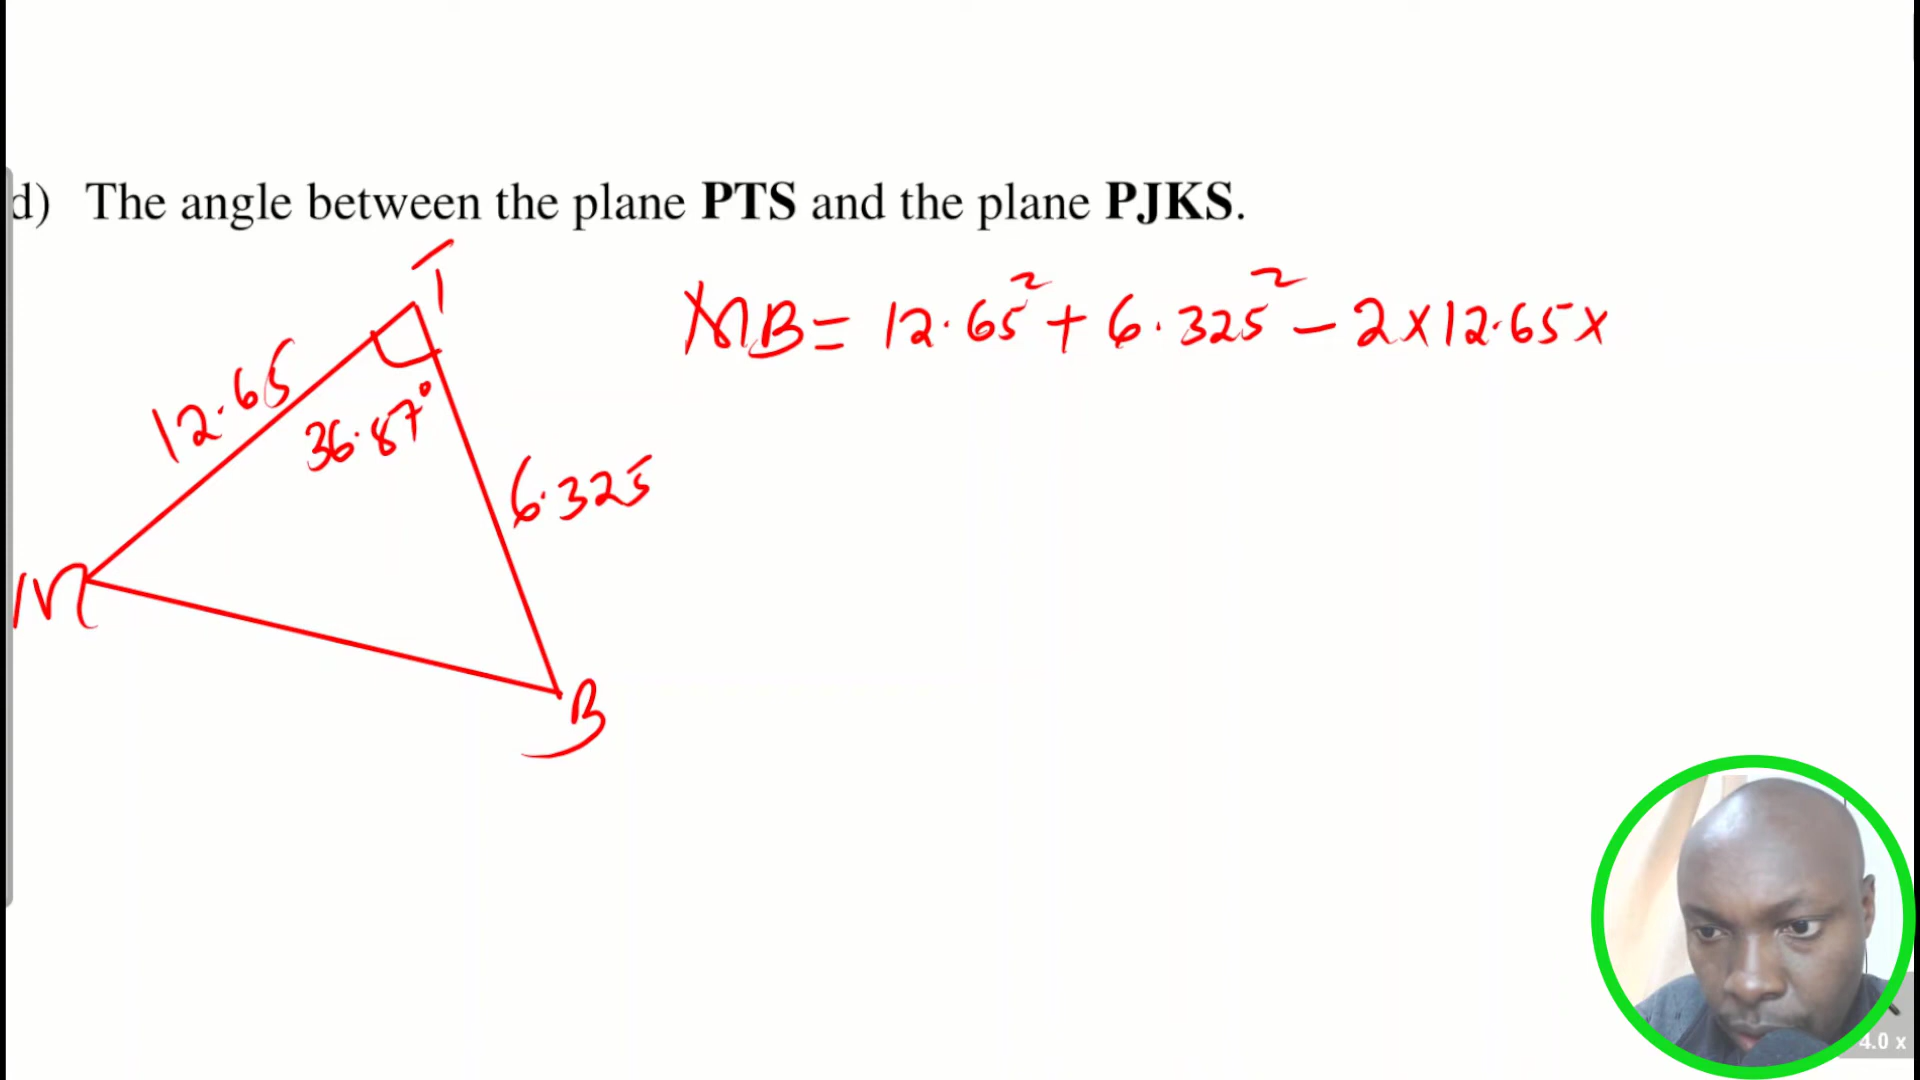 d) The angle between the plane PTS and the plane PJKS.
T
MB = 12.65² + 6.325² - 2 x 12.65 x
12.65
36.87°
6.325
M
B
4.0 x